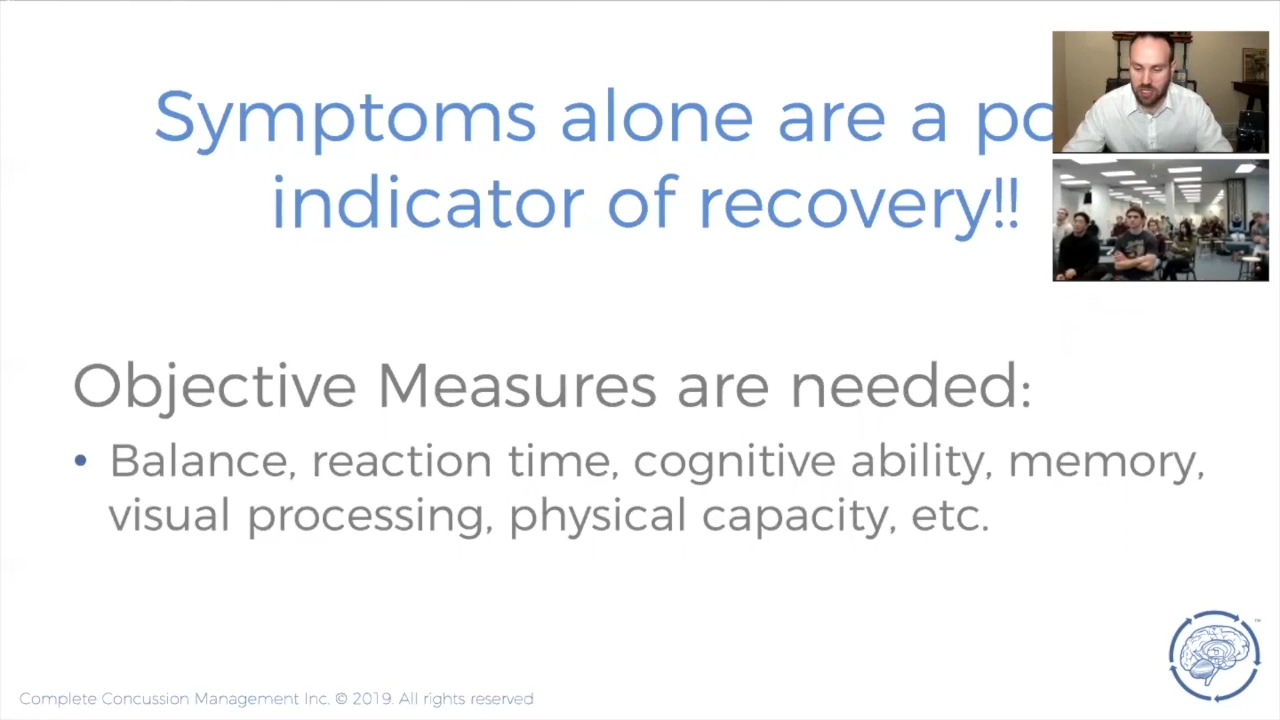 Symptoms alone are a
indicator of recovery!!
Objective Measures are needed:
• Balance, reaction time, cognitive ability, memory,
visual processing, physical capacity, etc.
Complete Concussion Management Inc. © 2019. All rights reserved